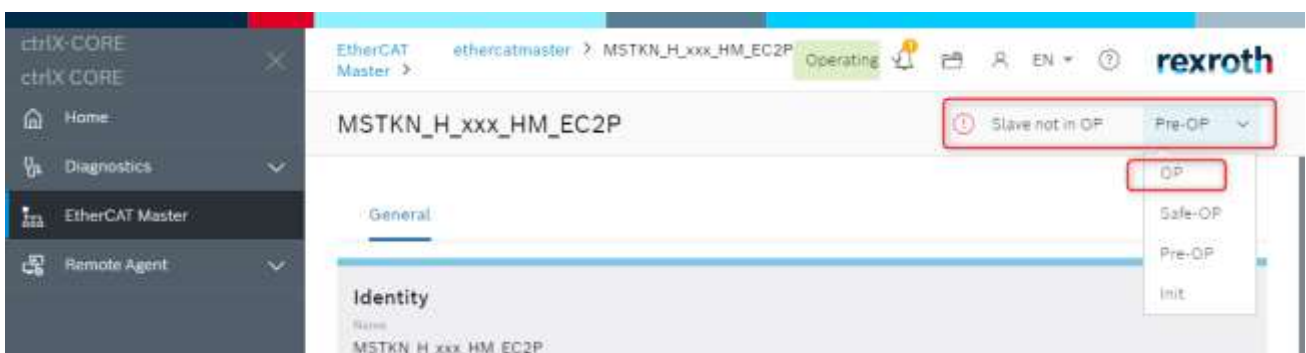 ctrlX-CORE
ctrlX CORE
Home
Diagnostics
EtherCAT Master
Remote Agent
EtherCAT Master > ethercatmaster > MSTKN_H_xxx_HM_EC2P
Operating
EN
rexroth
MSTKN_H_xxx_HM_EC2P
Slave not in OP
Pre-OP
OP
Safe-OP
Pre-OP
Init
General
Identity
Name
MSTKN_H_xxx_HM_EC2P